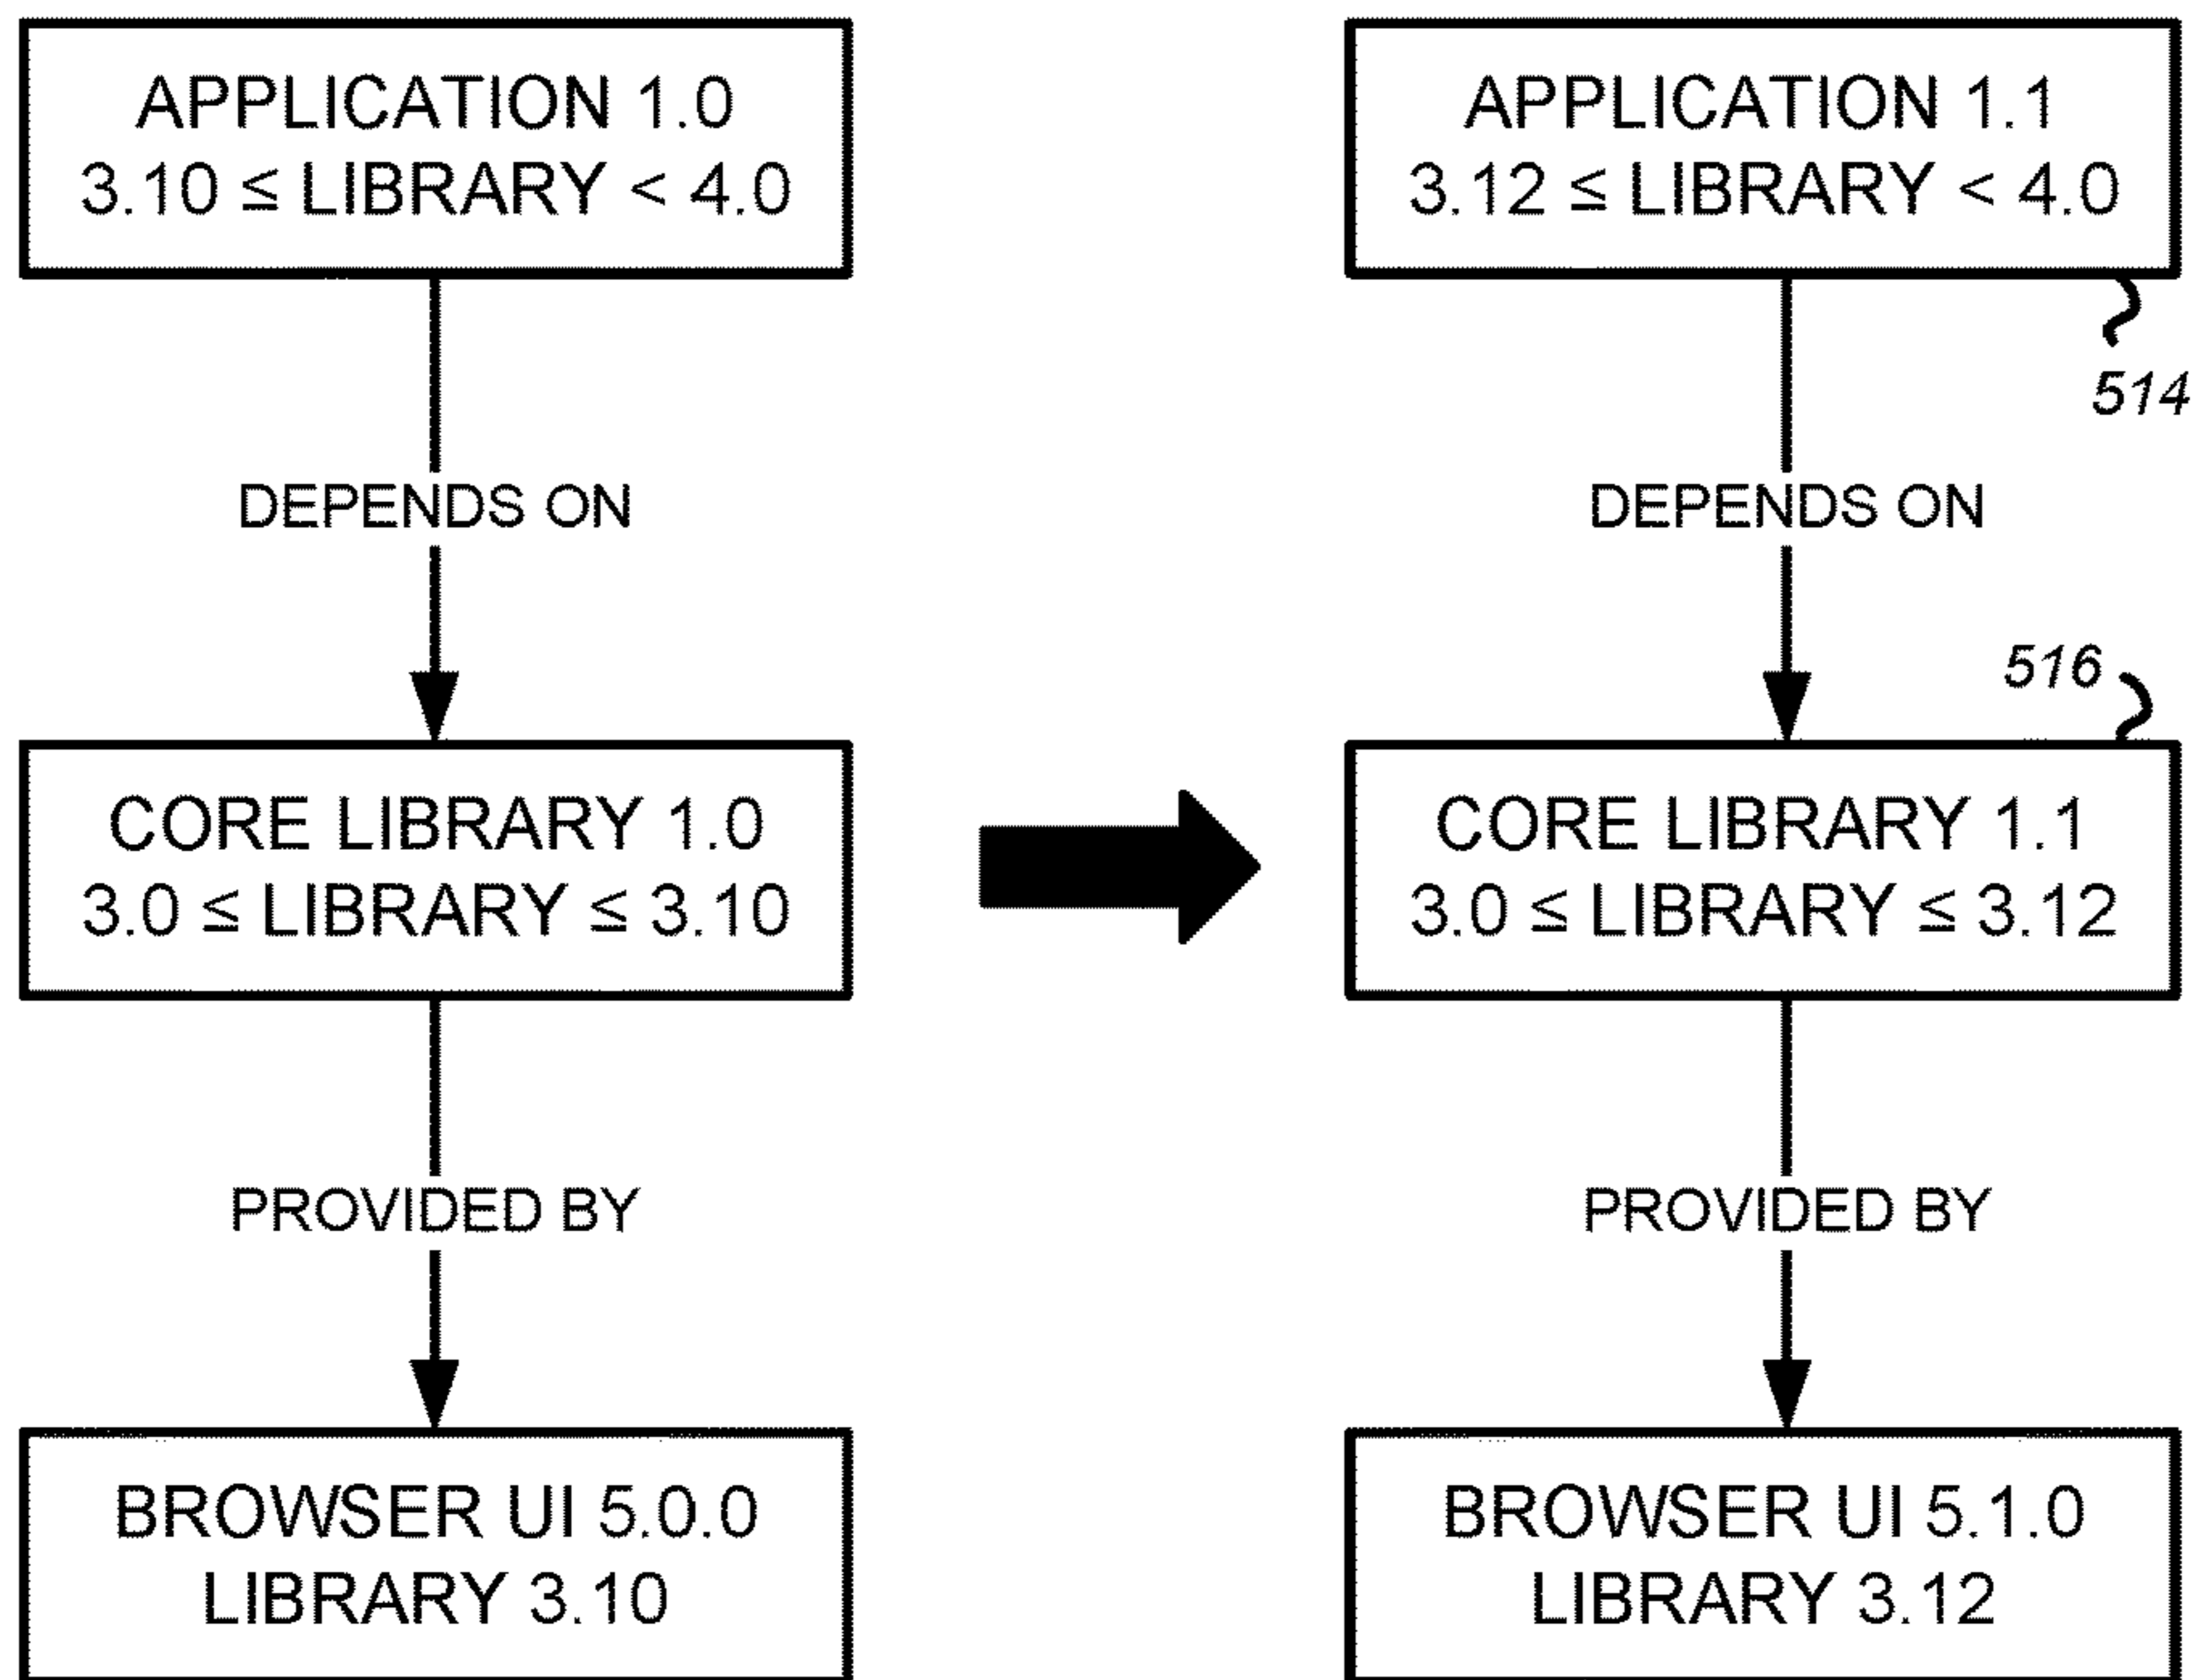 APPLICATION 1.0
3.10 ≤ LIBRARY < 4.0
APPLICATION 1.1
3.12 ≤ LIBRARY < 4.0
514
DEPENDS ON
DEPENDS ON
516
CORE LIBRARY 1.0
3.0 ≤ LIBRARY ≤ 3.10
CORE LIBRARY 1.1
3.0 ≤ LIBRARY ≤ 3.12
PROVIDED BY
PROVIDED BY
BROWSER UI 5.0.0
LIBRARY 3.10
BROWSER UI 5.1.0
LIBRARY 3.12